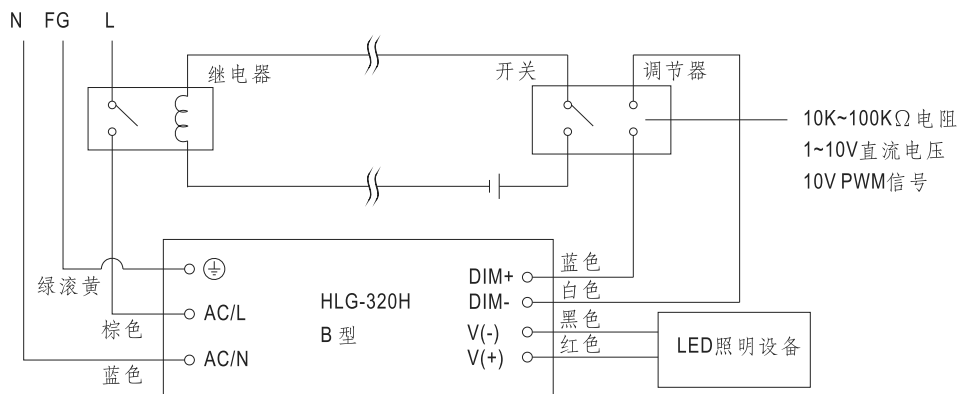 N FG L
继电器
开关
调节器
10K~100KΩ电阻
1~10V直流电压
10V PWM信号
绿滚黄
棕色
蓝色
AC/L
AC/N
HLG-320H
B 型
DIM+
DIM-
V(-)
V(+)
蓝色
白色
黑色
红色
LED照明设备